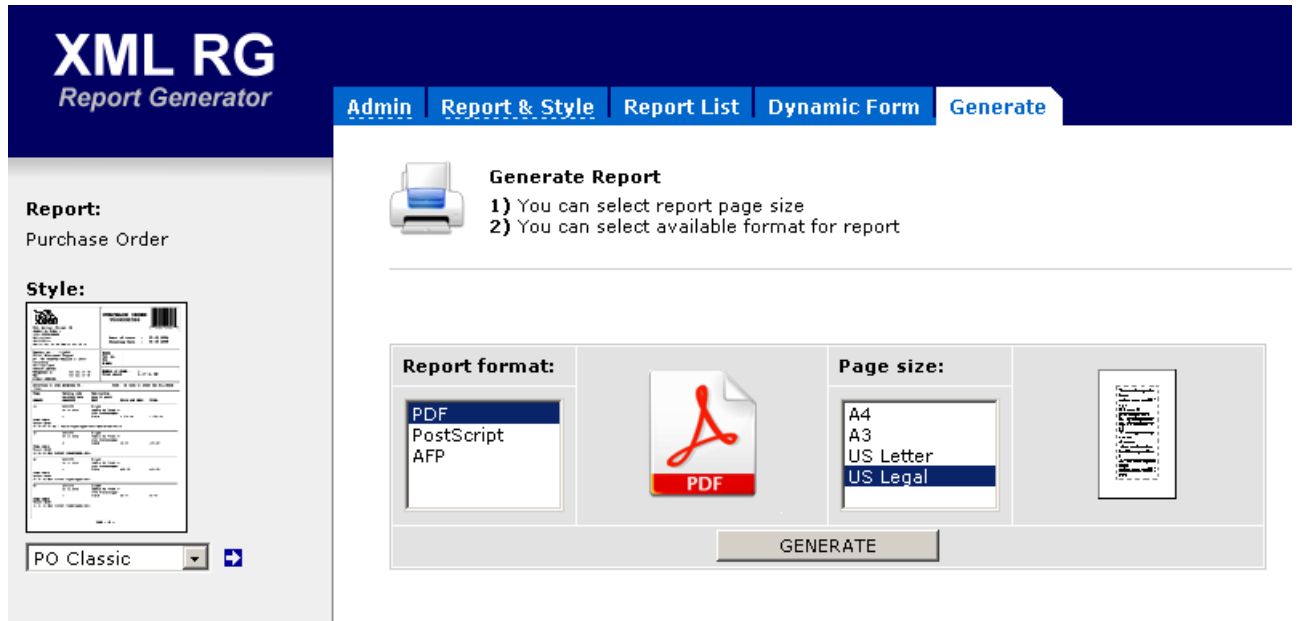 XML RG
Report Generator
Admin Report & Style Report List Dynamic Form Generate
Generate Report
1) You can select report page size
2) You can select available format for report
Report:
Purchase Order
Style:
PO Classic
Report format:
PDF
PostScript
AFP
PDF
Page size:
A4
A3
US Letter
US Legal
GENERATE